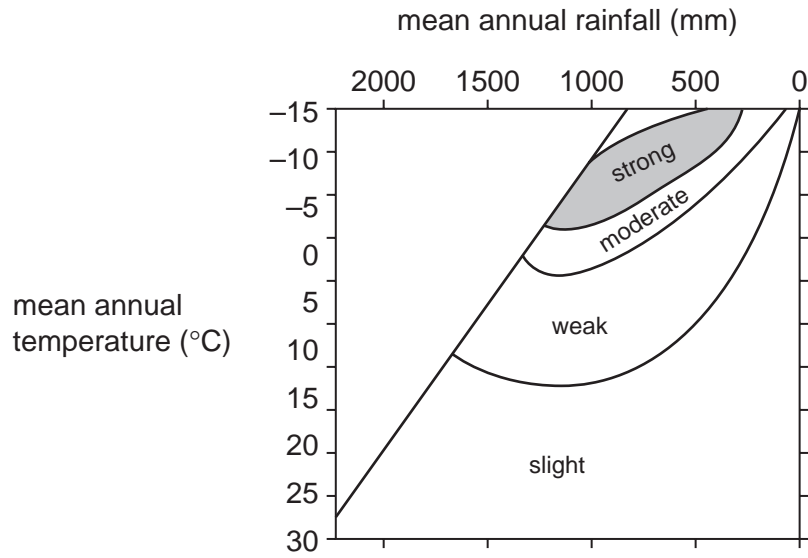 mean annual rainfall (mm)
2000 1500 1000 500 0
–15
–10
–5
0
5
10
15
20
25
30
mean annual
temperature (°C)
strong
moderate
weak
slight